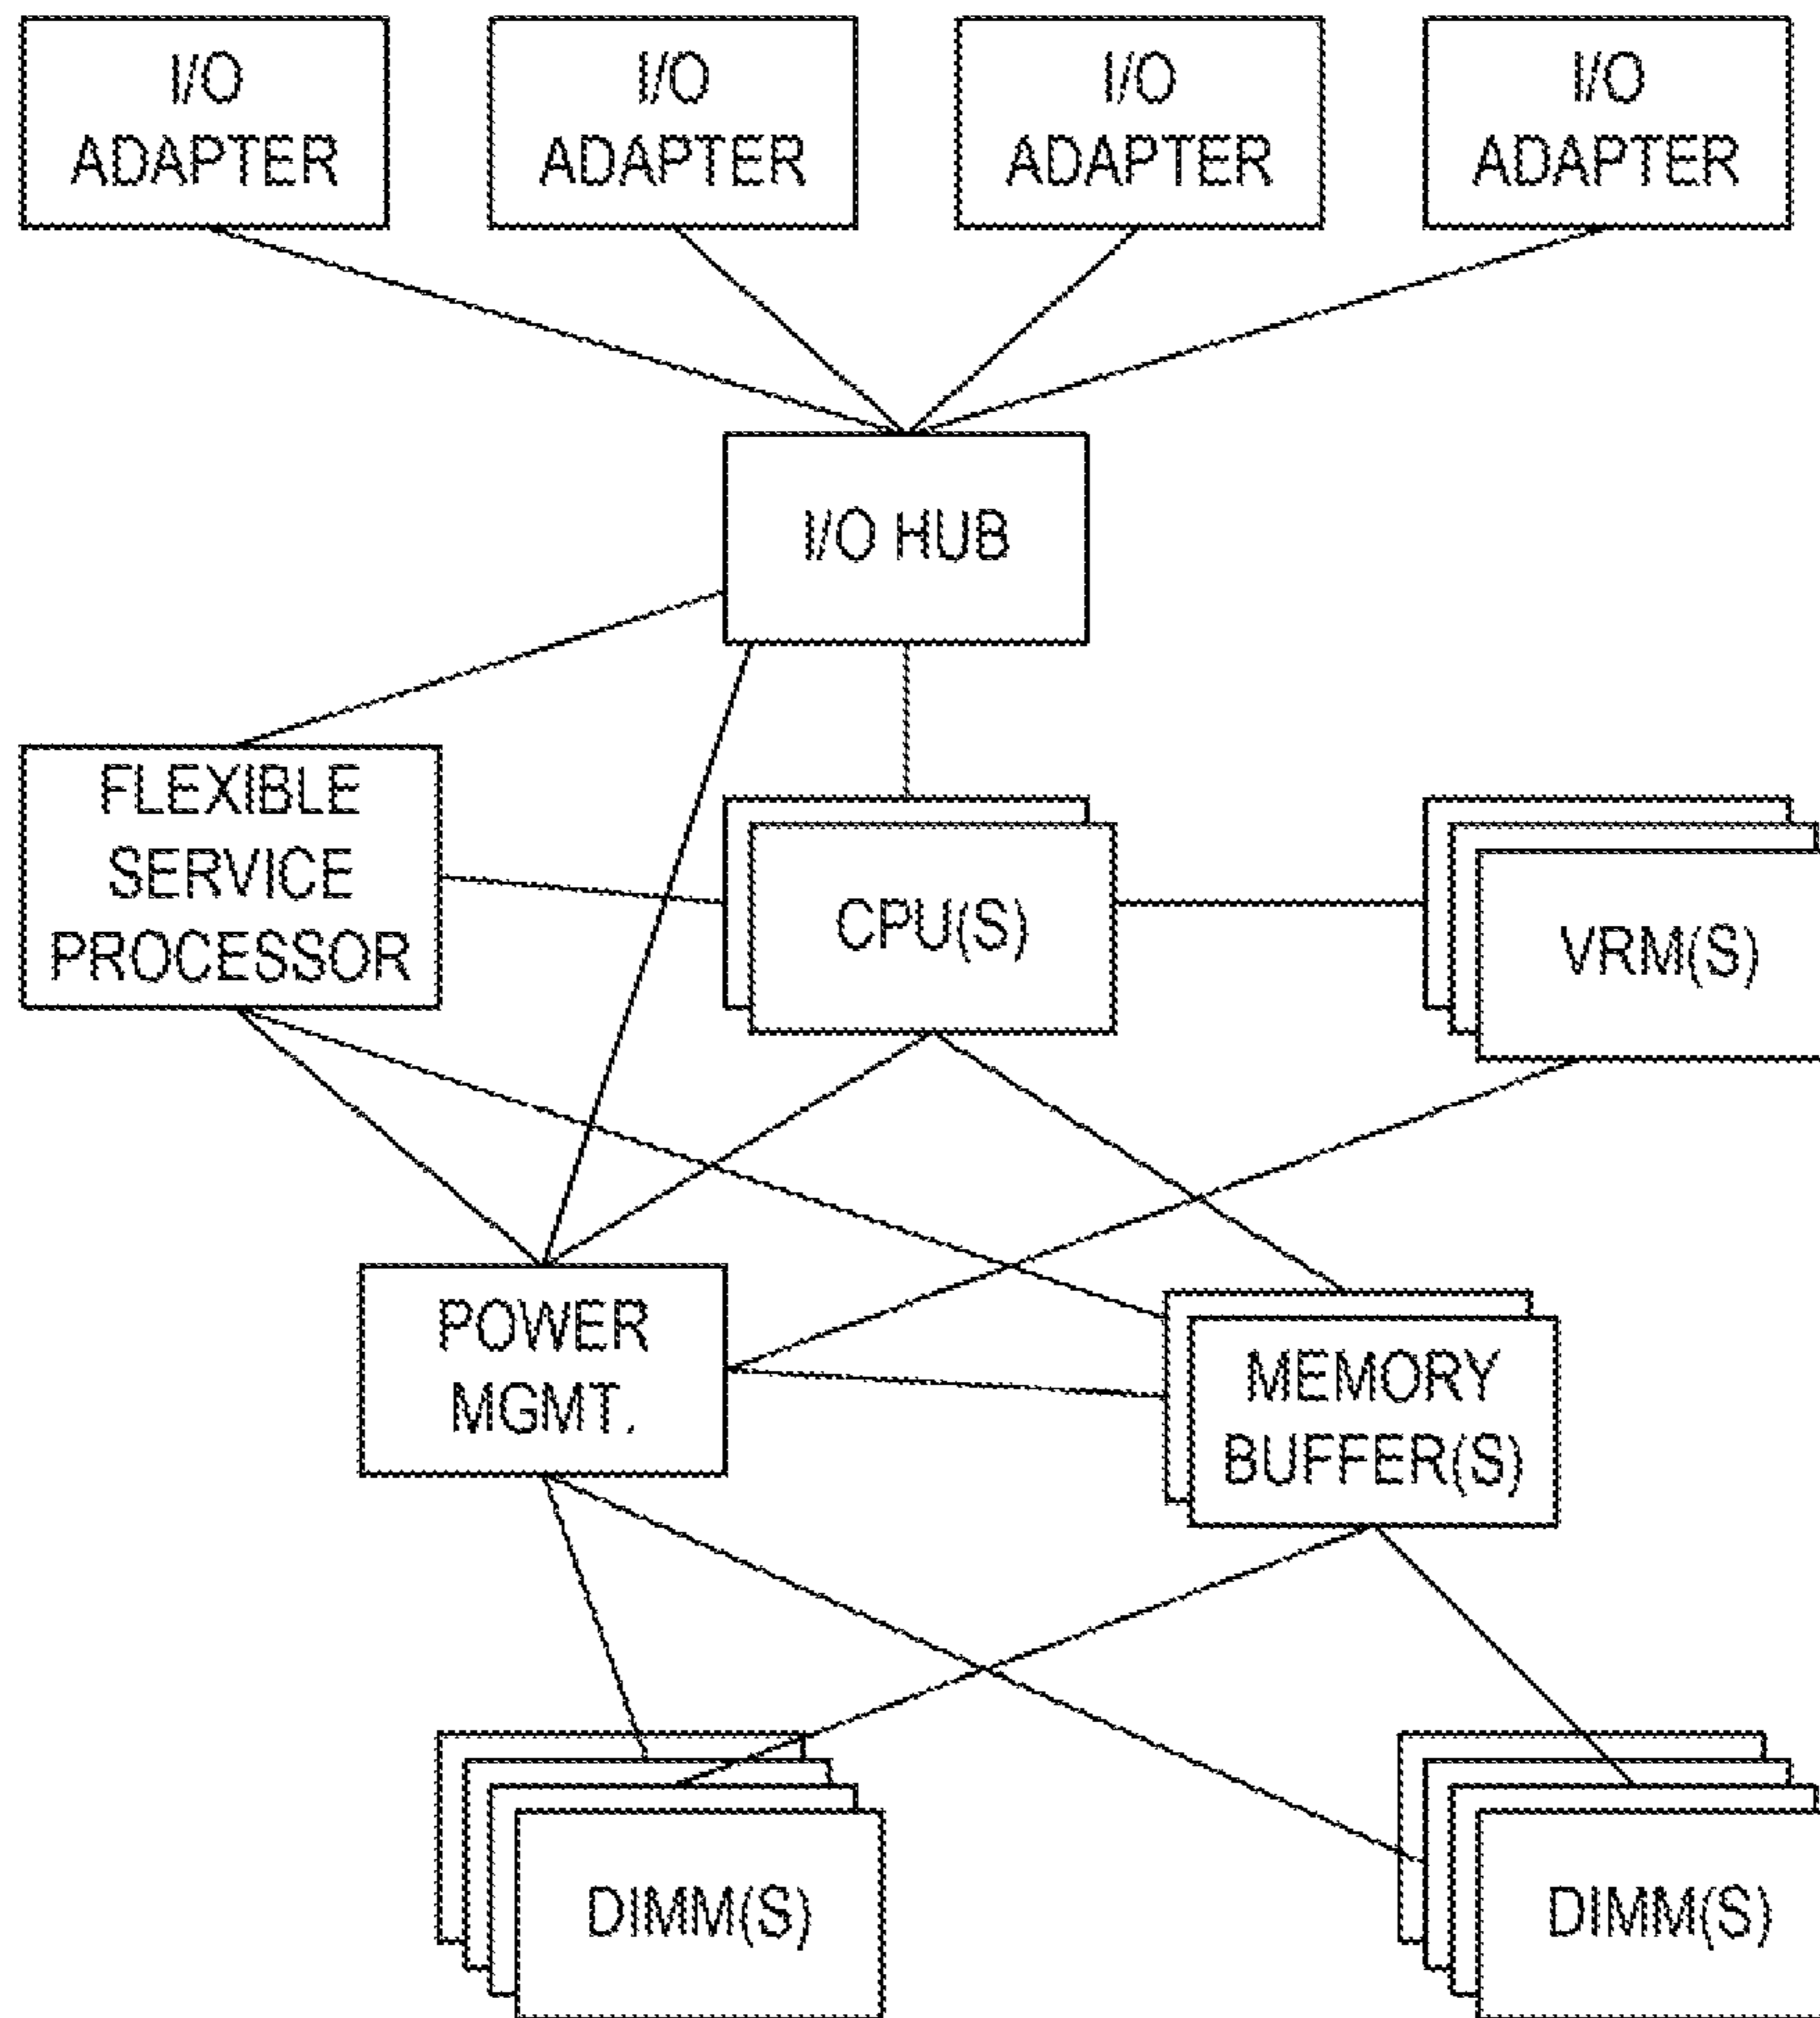 I/O
ADAPTER
I/O
ADAPTER
I/O
ADAPTER
I/O
ADAPTER
I/O HUB
FLEXIBLE
SERVICE
PROCESSOR
CPU(S)
VRM(S)
POWER
MGMT.
MEMORY
BUFFER(S)
DIMM(S)
DIMM(S)